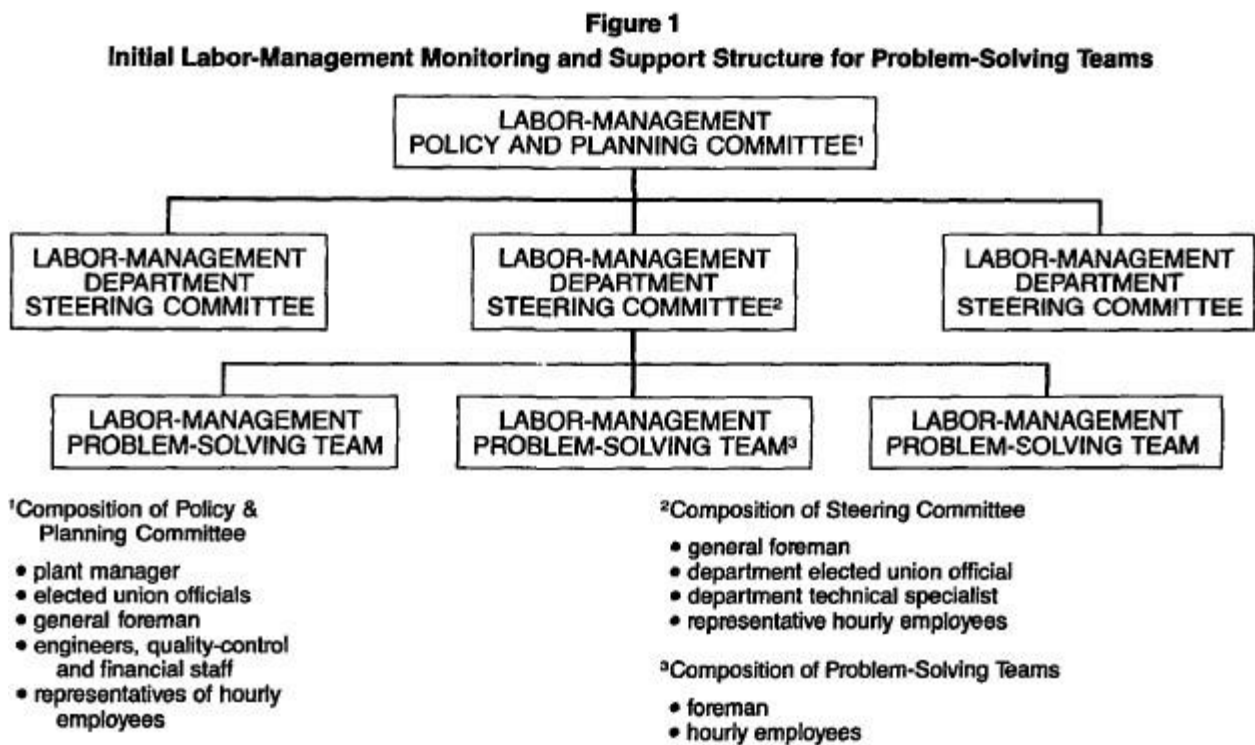 Figure 1
Initial Labor-Management Monitoring and Support Structure for Problem-Solving Teams
LABOR-MANAGEMENT
POLICY AND PLANNING COMMITTEE¹
LABOR-MANAGEMENT
DEPARTMENT
STEERING COMMITTEE
LABOR-MANAGEMENT
DEPARTMENT
STEERING COMMITTEE²
LABOR-MANAGEMENT
DEPARTMENT
STEERING COMMITTEE
LABOR-MANAGEMENT
PROBLEM-SOLVING TEAM
LABOR-MANAGEMENT
PROBLEM-SOLVING TEAM³
LABOR-MANAGEMENT
PROBLEM-SOLVING TEAM
¹Composition of Policy &
Planning Committee
• plant manager
• elected union officials
• general foreman
• engineers, quality-control
and financial staff
• representatives of hourly
employees
²Composition of Steering Committee
• general foreman
• department elected union official
• department technical specialist
• representative hourly employees
³Composition of Problem-Solving Teams
• foreman
• hourly employees